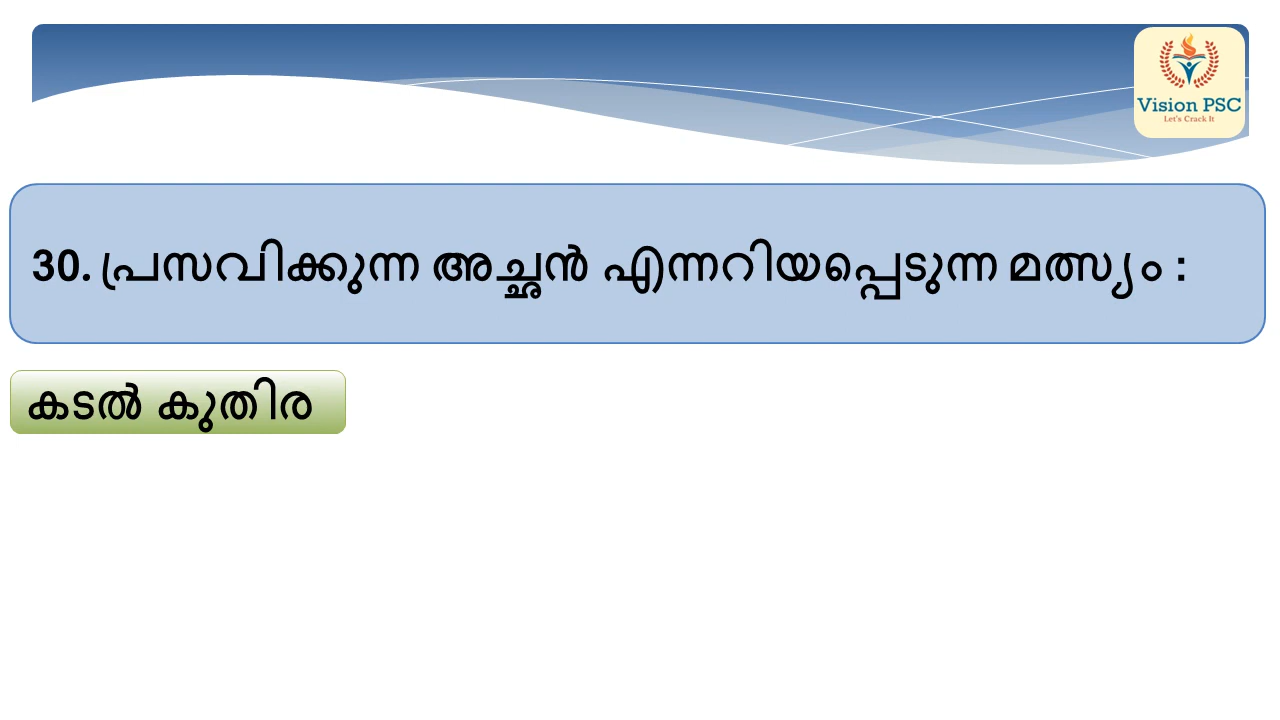 Vision PSC
Let's Crack It
30. പ്രസവിക്കുന്ന അച്ഛൻ എന്നറിയപ്പെടുന്ന മത്സ്യം :
കടൽ കുതിര